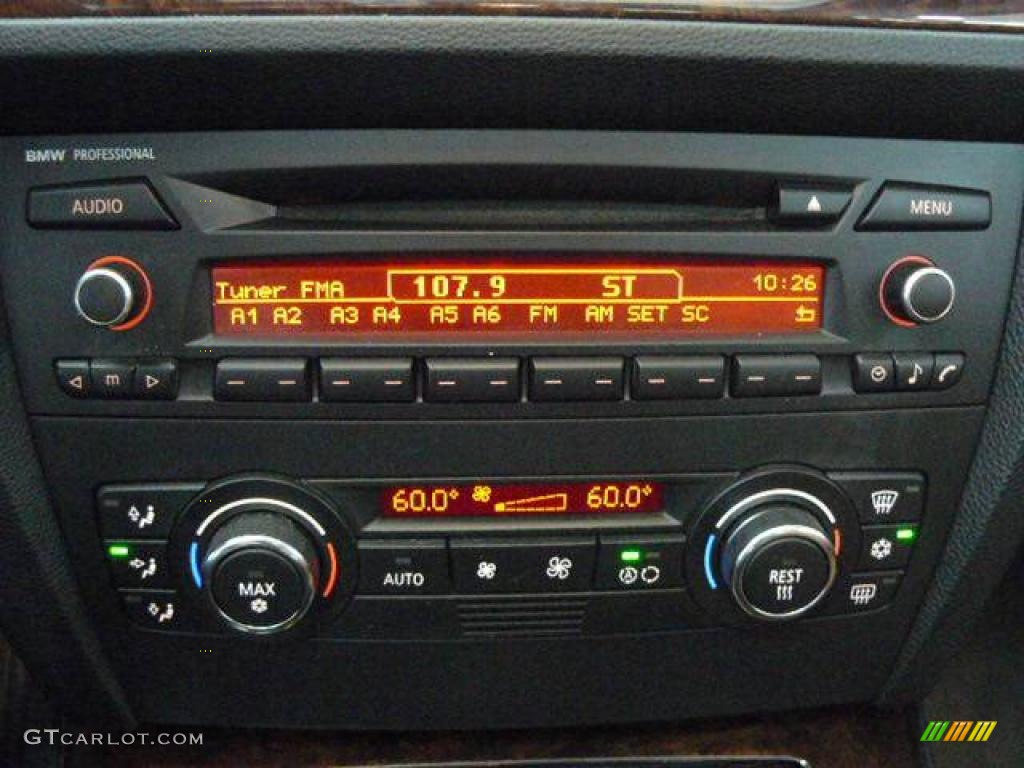 BMW PROFESSIONAL
AUDIO
MENU
Tuner FMA 107.9 ST 10:26
A1 A2 A3 A4 A5 A6 FM AM SET SC
m
60.0° 60.0°
MAX
AUTO
A
REST
GTCARLOT.COM